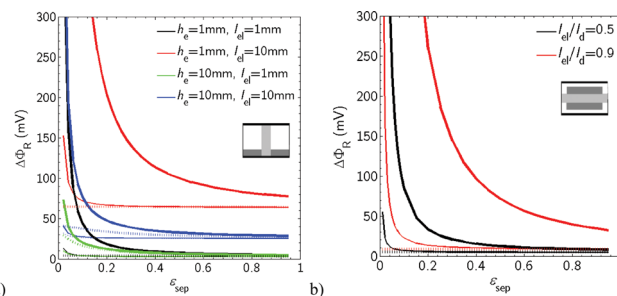 300
250
200
150
100
50
0
ΔΦR (mV)
he=1mm, lel=1mm
he=1mm, lel=10mm
he=10mm, lel=1mm
he=10mm, lel=10mm
0 0.2 0.4 0.6 0.8 1
εsep
)
b)
300
250
200
150
100
50
0
ΔΦR (mV)
lel/ld=0.5
lel/ld=0.9
0 0.2 0.4 0.6 0.8
εsep